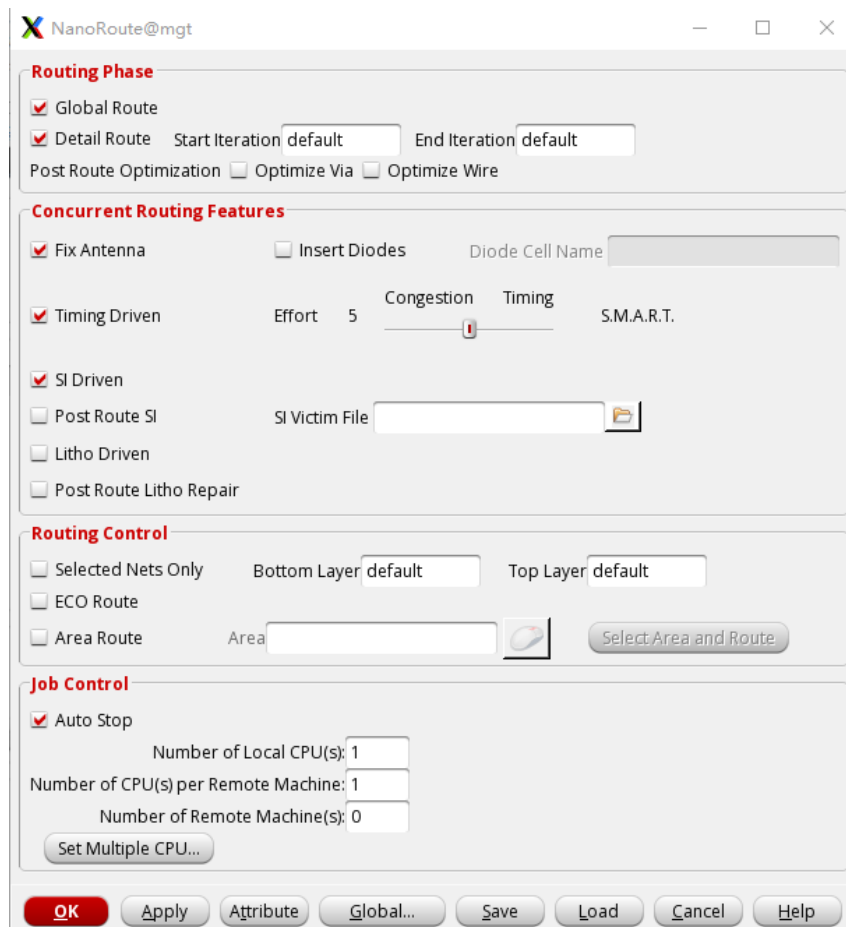 NanoRoute@mgt
Routing Phase
Global Route
Detail Route Start Iteration default End Iteration default
Post Route Optimization Optimize Via Optimize Wire
Concurrent Routing Features
Fix Antenna Insert Diodes Diode Cell Name
Congestion Timing
Timing Driven Effort 5 S.M.A.R.T.
SI Driven
Post Route SI SI Victim File
Litho Driven
Post Route Litho Repair
Routing Control
Selected Nets Only Bottom Layer default Top Layer default
ECO Route
Area Route Area Select Area and Route
Job Control
Auto Stop
Number of Local CPU(s): 1
Number of CPU(s) per Remote Machine: 1
Number of Remote Machine(s): 0
Set Multiple CPU...
OK Apply Attribute Global... Save Load Cancel Help